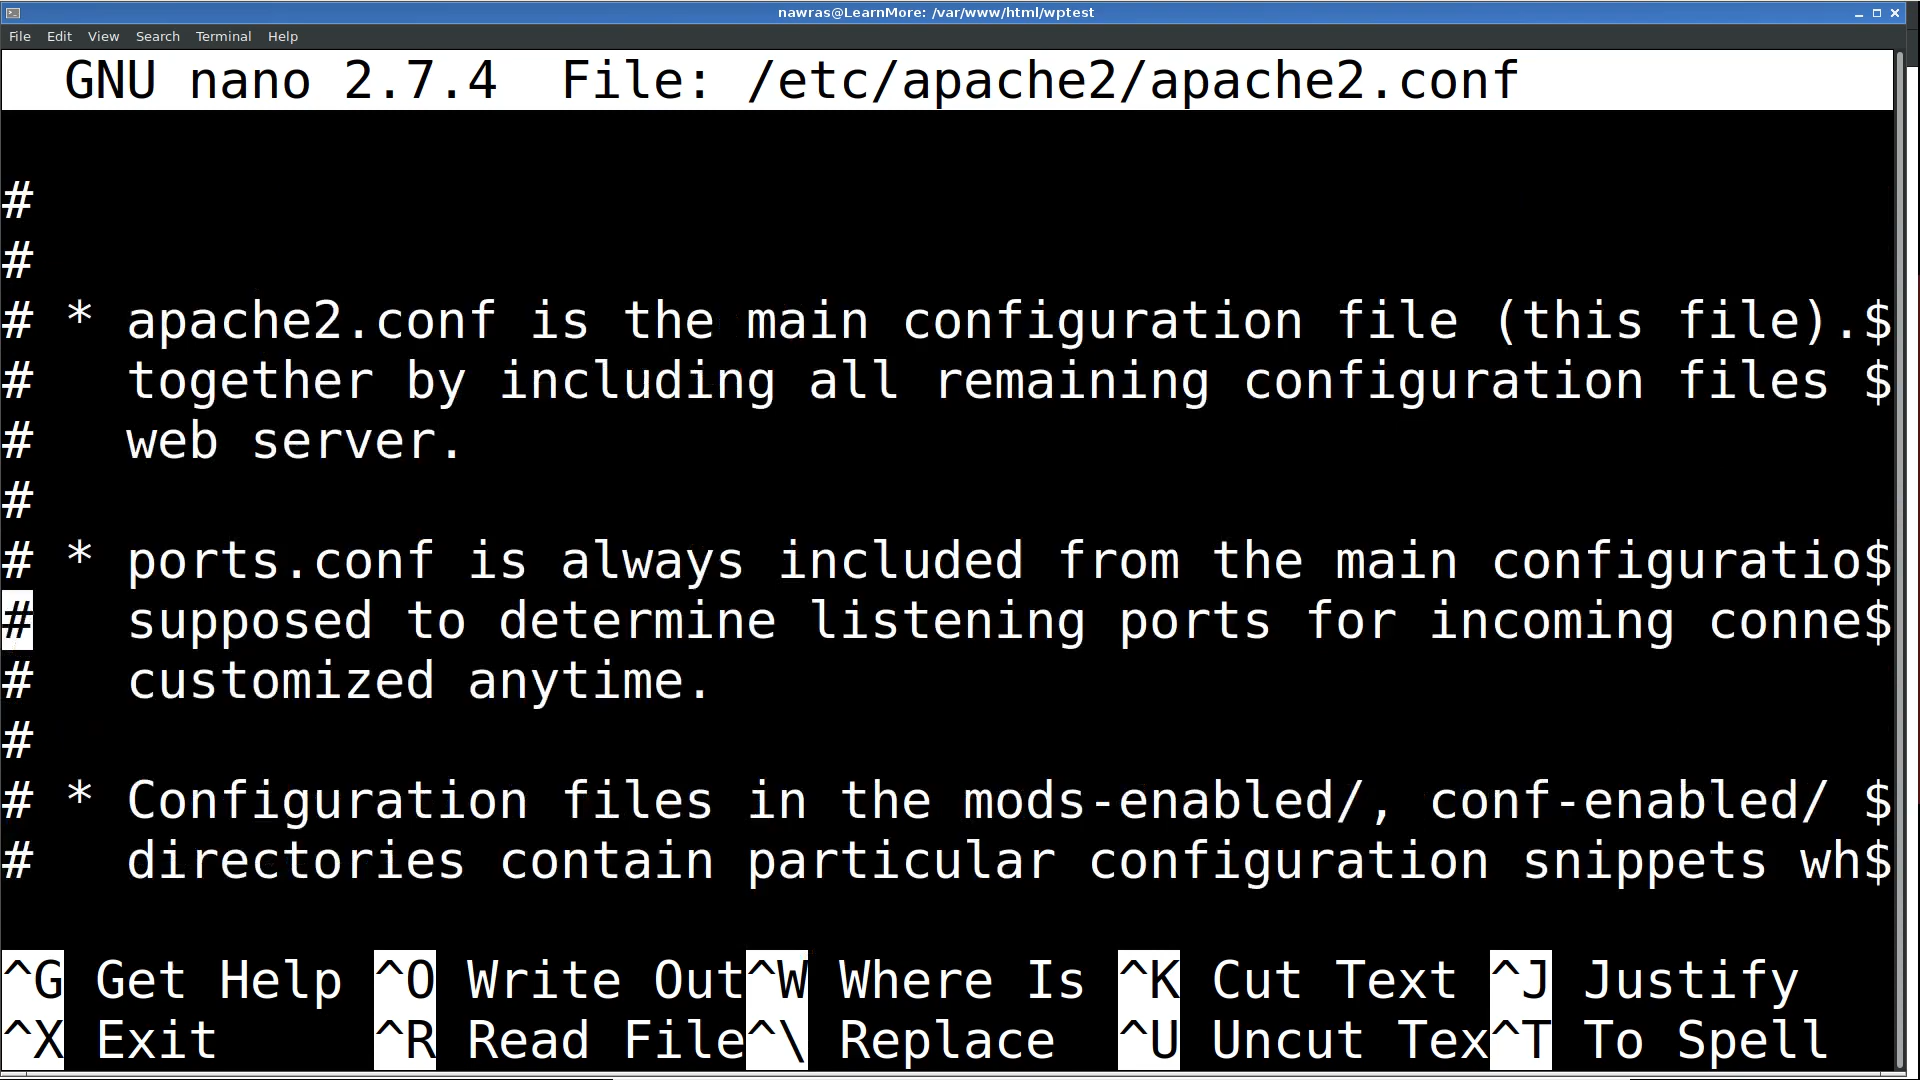 nawras@LearnMore: /var/www/html/wptest
File Edit View Search Terminal Help
GNU nano 2.7.4 File: /etc/apache2/apache2.conf
#
#
# * apache2.conf is the main configuration file (this file).$
# together by including all remaining configuration files $
# web server.
#
# * ports.conf is always included from the main configuratio$
# supposed to determine listening ports for incoming conne$
# customized anytime.
#
# * Configuration files in the mods-enabled/, conf-enabled/ $
# directories contain particular configuration snippets wh$
^G Get Help ^O Write Out ^W Where Is ^K Cut Text ^J Justify
^X Exit ^R Read File ^\ Replace ^U Uncut Tex ^T To Spell